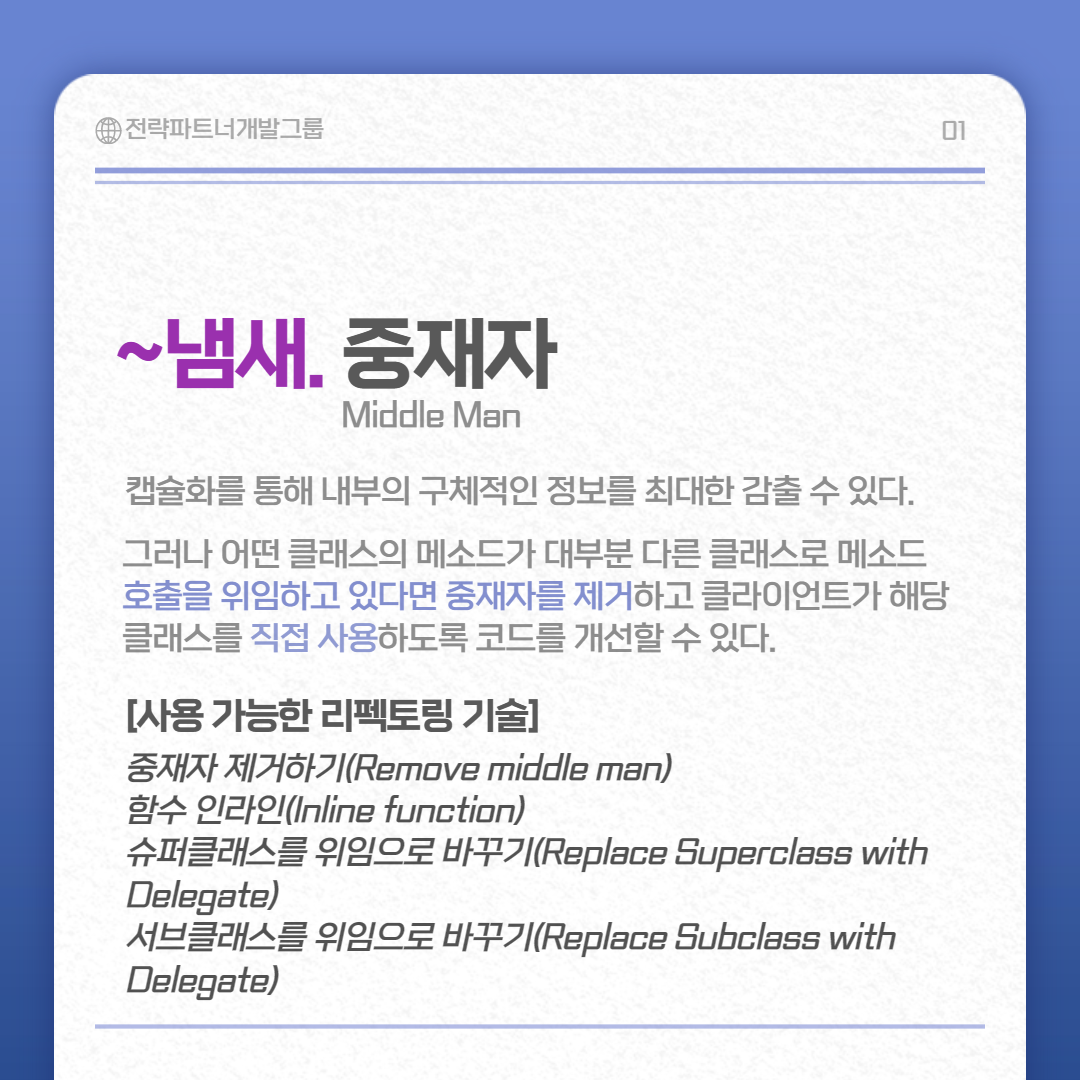 전략파트너개발그룹
01
~냄새. 중재자
Middle Man
캡슐화를 통해 내부의 구체적인 정보를 최대한 감출 수 있다.
그러나 어떤 클래스의 메소드가 대부분 다른 클래스로 메소드
호출을 위임하고 있다면 중재자를 제거하고 클라이언트가 해당
클래스를 직접 사용하도록 코드를 개선할 수 있다.
[사용 가능한 리펙토링 기술]
중재자 제거하기(Remove middle man)
함수 인라인(Inline function)
슈퍼클래스를 위임으로 바꾸기(Replace Superclass with
Delegate)
서브클래스를 위임으로 바꾸기(Replace Subclass with
Delegate)